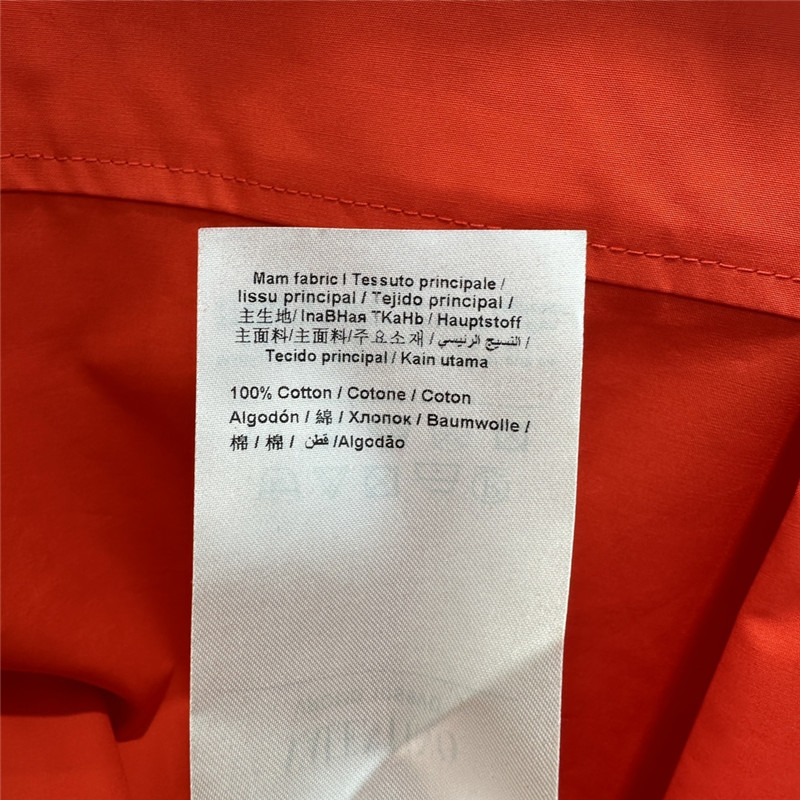 Mam fabric I Tessuto principale /
lissu principal / Tejido principal /
主生地/ InaBHaя TKaHb / Hauptstoff
主面料/主面料/주요소재 / النسيج الرئيسي /
Tecido principal / Kain utama
100% Cotton / Cotone / Coton
Algodón / 綿 / Хлопок / Baumwolle /
棉 / 棉 / قطن /Algodão